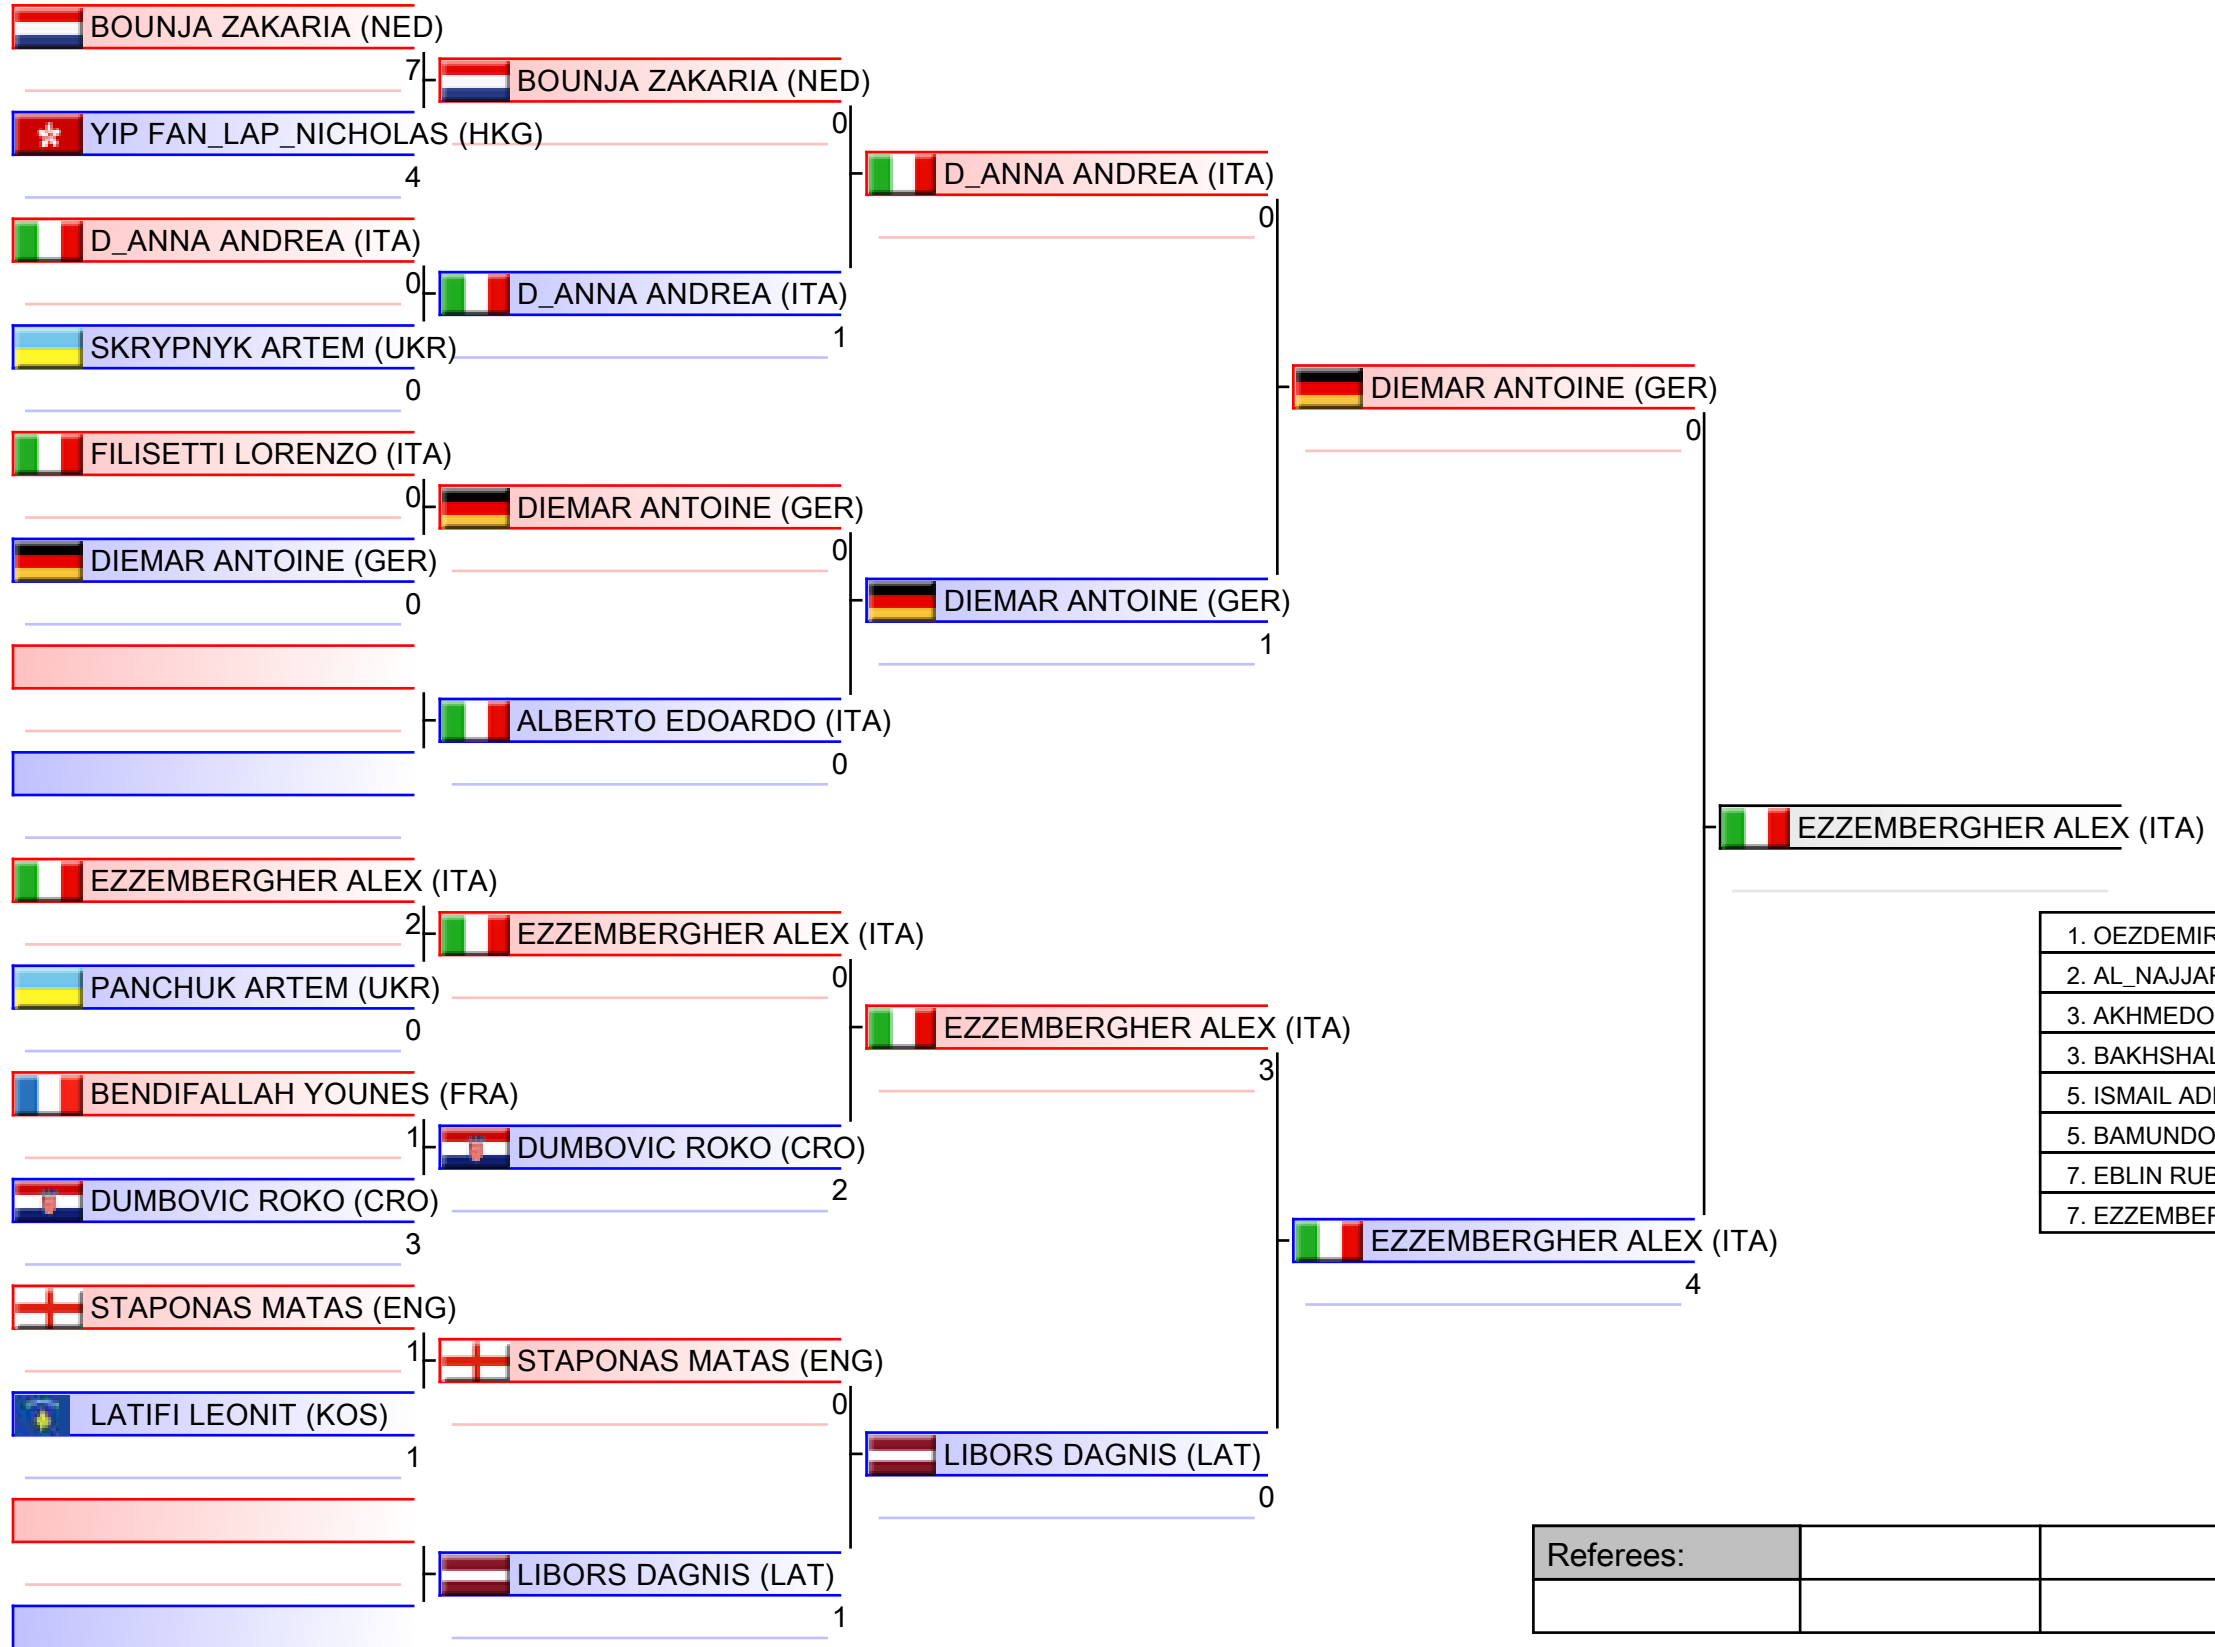 BOUNJA ZAKARIA (NED)
7
BOUNJA ZAKARIA (NED)
0
YIP FAN_LAP_NICHOLAS (HKG)
4
D_ANNA ANDREA (ITA)
0
D_ANNA ANDREA (ITA)
0
D_ANNA ANDREA (ITA)
1
SKRYPNYK ARTEM (UKR)
0
DIEMAR ANTOINE (GER)
0
FILISETTI LORENZO (ITA)
0
DIEMAR ANTOINE (GER)
0
DIEMAR ANTOINE (GER)
0
DIEMAR ANTOINE (GER)
1
ALBERTO EDOARDO (ITA)
0
EZZEMBERGHER ALEX (ITA)
EZZEMBERGHER ALEX (ITA)
2
EZZEMBERGHER ALEX (ITA)
0
PANCHUK ARTEM (UKR)
0
EZZEMBERGHER ALEX (ITA)
3
BENDIFALLAH YOUNES (FRA)
1
DUMBOVIC ROKO (CRO)
2
DUMBOVIC ROKO (CRO)
3
EZZEMBERGHER ALEX (ITA)
4
STAPONAS MATAS (ENG)
1
STAPONAS MATAS (ENG)
0
LATIFI LEONIT (KOS)
1
LIBORS DAGNIS (LAT)
0
LIBORS DAGNIS (LAT)
1
1. OEZDEMIR
2. AL_NAJJAR
3. AKHMEDO
3. BAKHSHAL
5. ISMAIL ADI
5. BAMUNDO
7. EBLIN RUB
7. EZZEMBER
Referees: